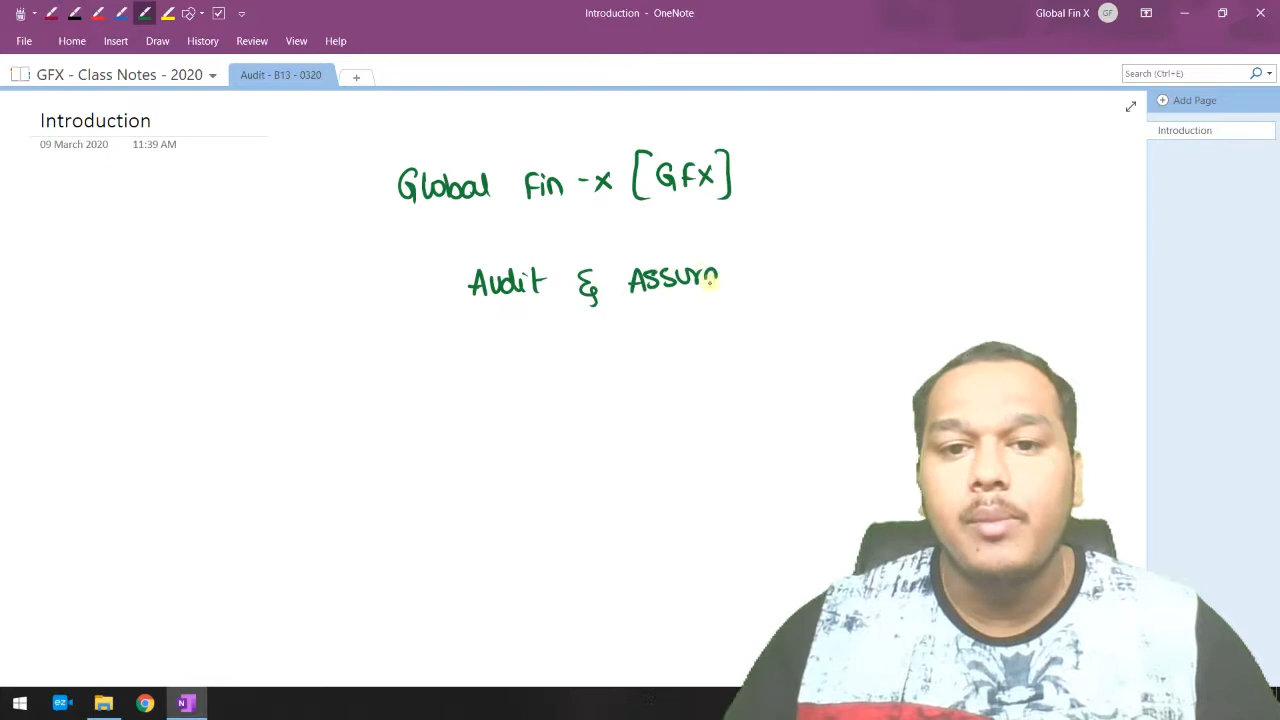 Introduction - OneNote
Global Fin X GF
File Home Insert Draw History Review View Help
GFX - Class Notes - 2020
Audit - B13 - 0320
Search (Ctrl+E)
Add Page
Introduction
Introduction
09 March 2020 11:39 AM
Global Fin - X [GFX]
Audit & Assura
ez
N